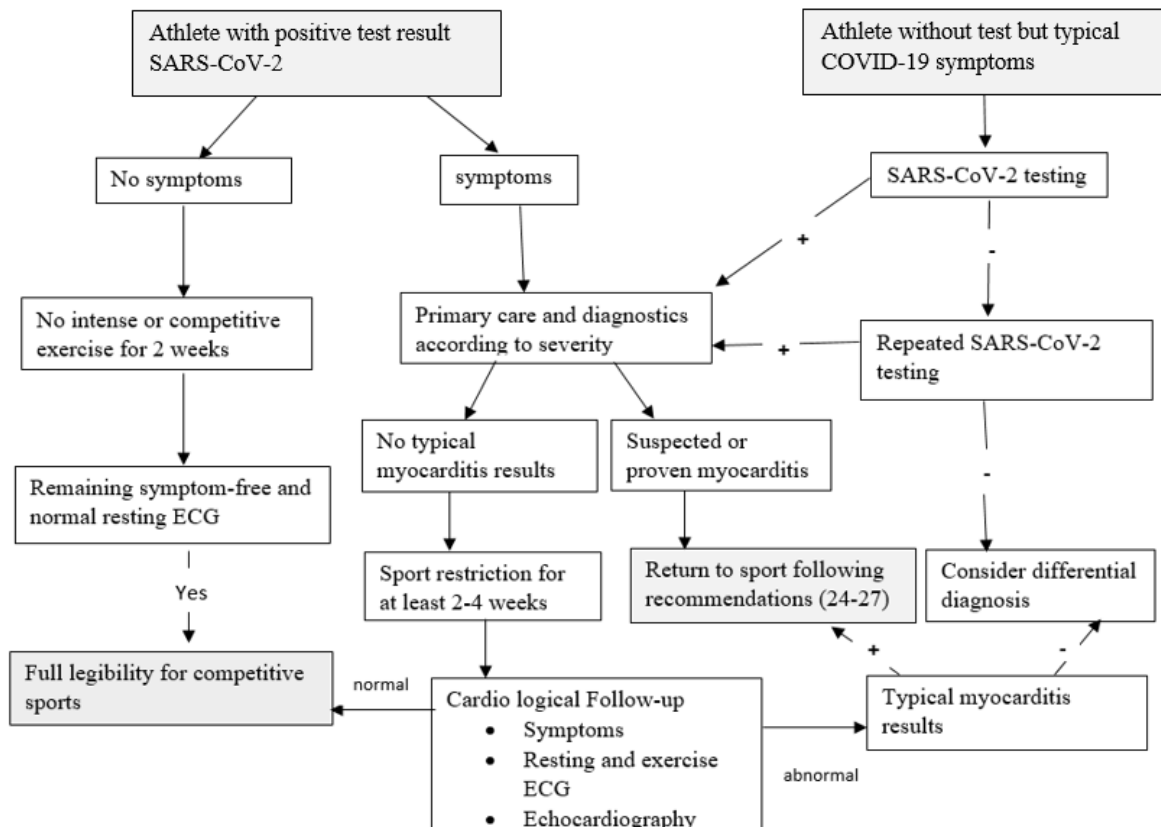 Athlete with positive test result
SARS-CoV-2
Athlete without test but typical
COVID-19 symptoms
No symptoms
symptoms
SARS-CoV-2 testing
+
-
No intense or competitive
exercise for 2 weeks
Primary care and diagnostics
according to severity
+
Repeated SARS-CoV-2
testing
No typical
myocarditis results
Suspected or
proven myocarditis
-
Remaining symptom-free and
normal resting ECG
Yes
Sport restriction for
at least 2-4 weeks
Return to sport following
recommendations (24-27)
Consider differential
diagnosis
+
-
Full legibility for competitive
sports
normal
Cardio logical Follow-up
• Symptoms
• Resting and exercise
ECG
• Echocardiography
abnormal
Typical myocarditis
results